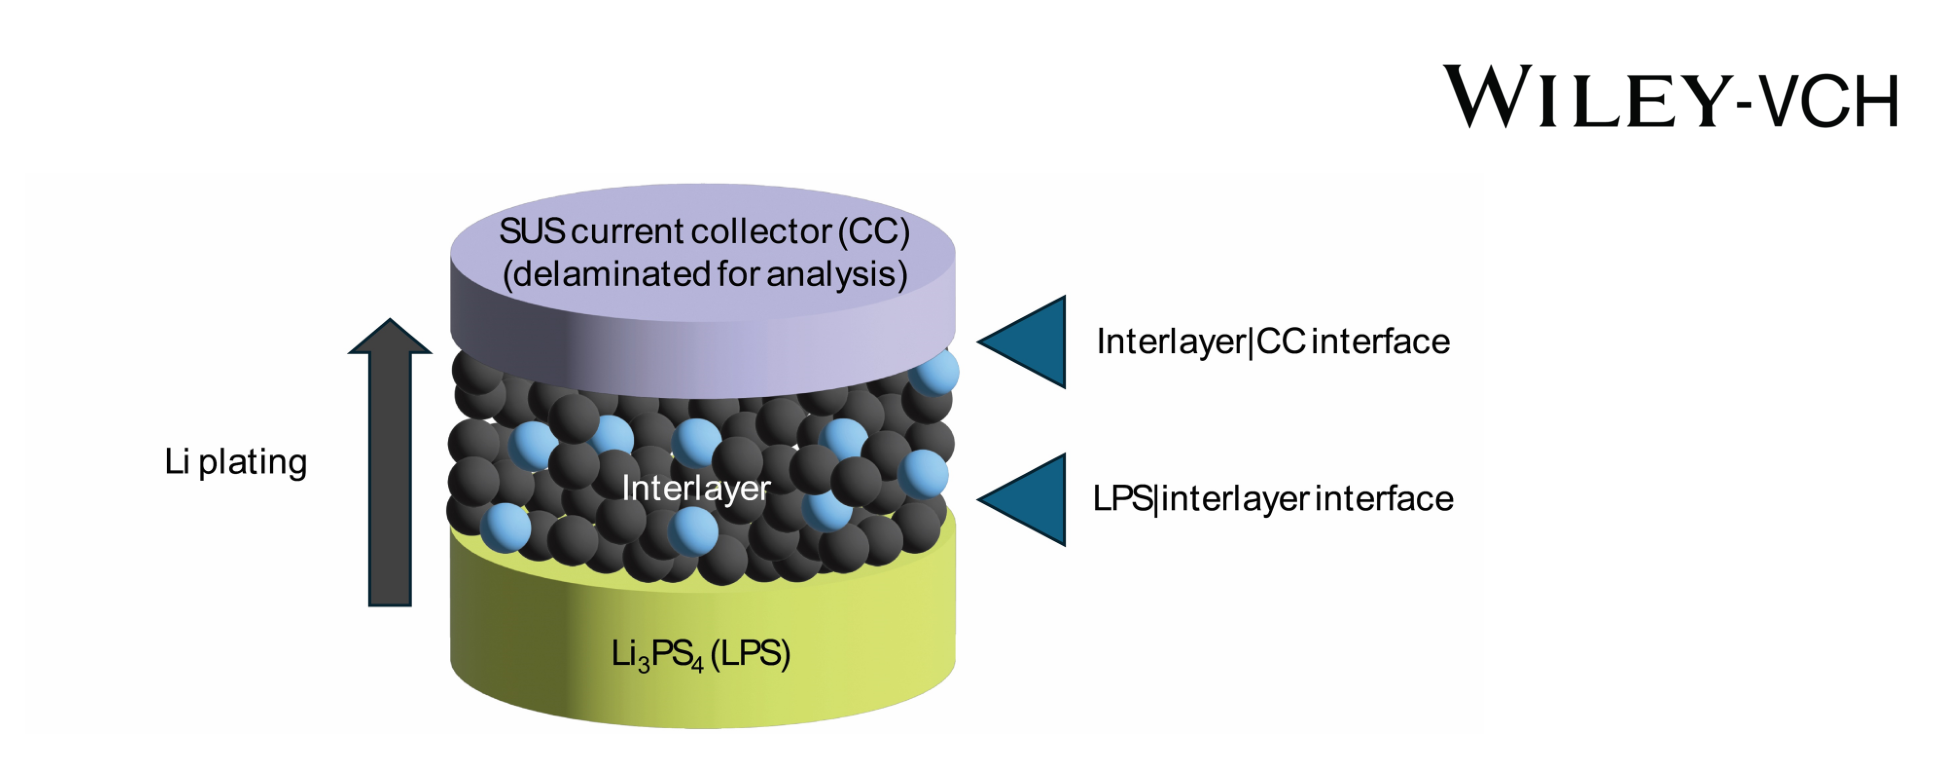 WILEY-VCH
SUS current collector (CC)
(delaminated for analysis)
Interlayer|CC interface
Li plating
Interlayer
LPS|interlayer interface
Li₃PS₄ (LPS)